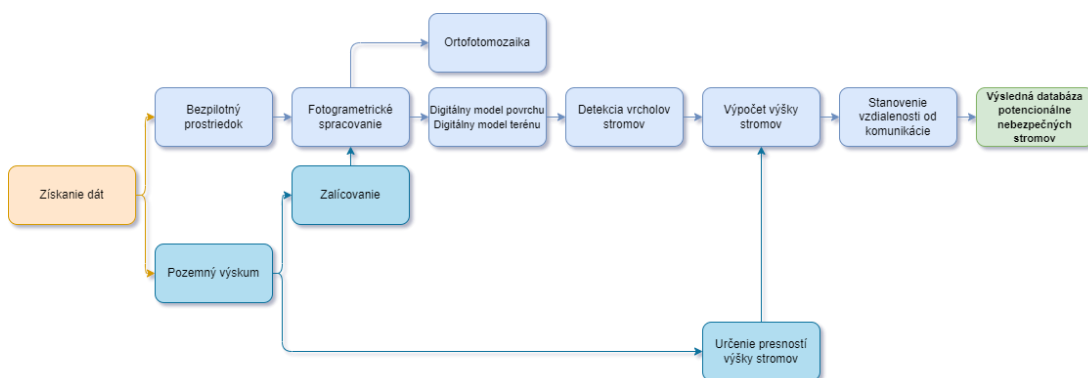 Ortofotomozaika
Bezpilotný
prostriedok
Fotogrametrické
spracovanie
Digitálny model povrchu
Digitálny model terénu
Detekcia vrcholov
stromov
Výpočet výšky
stromov
Stanovenie
vzdialenosti od
komunikácie
Výsledná databáza
potencionálne
nebezpečných
stromov
Získanie dát
Zalícovanie
Pozemný výskum
Určenie presností
výšky stromov